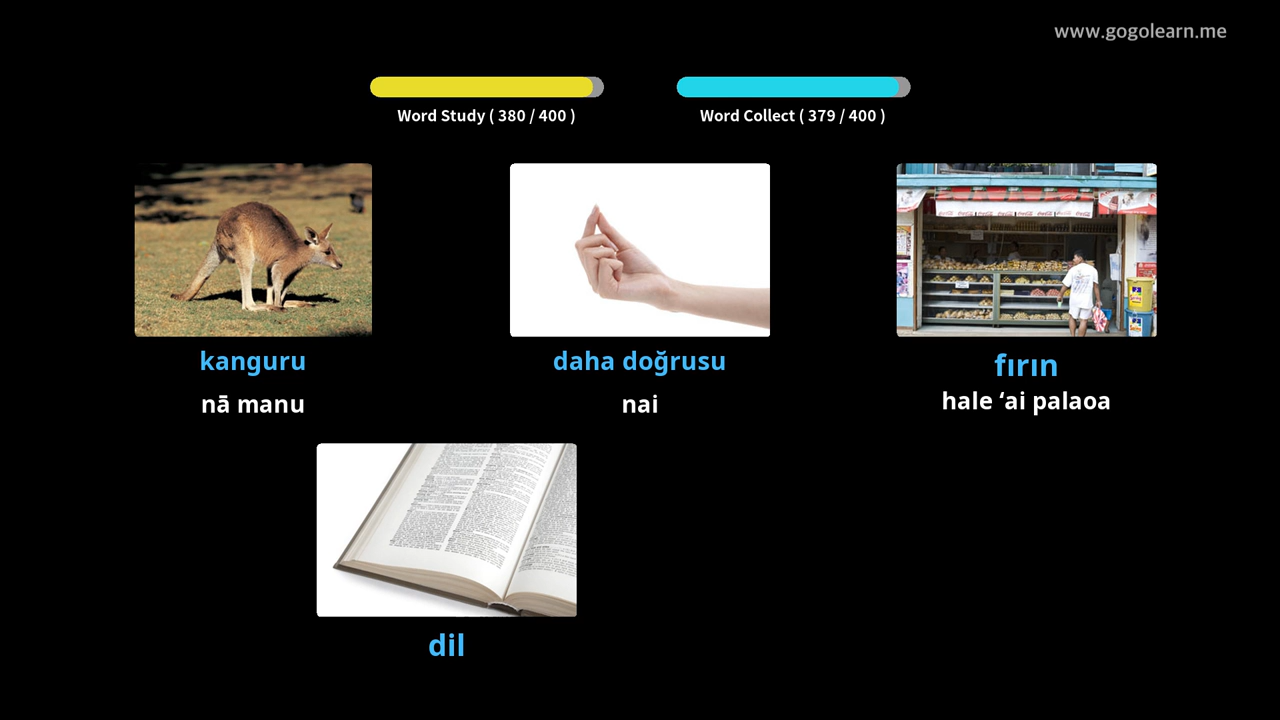 www.gogolearn.me
Word Study ( 380 / 400 )
Word Collect ( 379 / 400 )
kanguru
daha doğrusu
fırın
nā manu
nai
hale ‘ai palaoa
dil